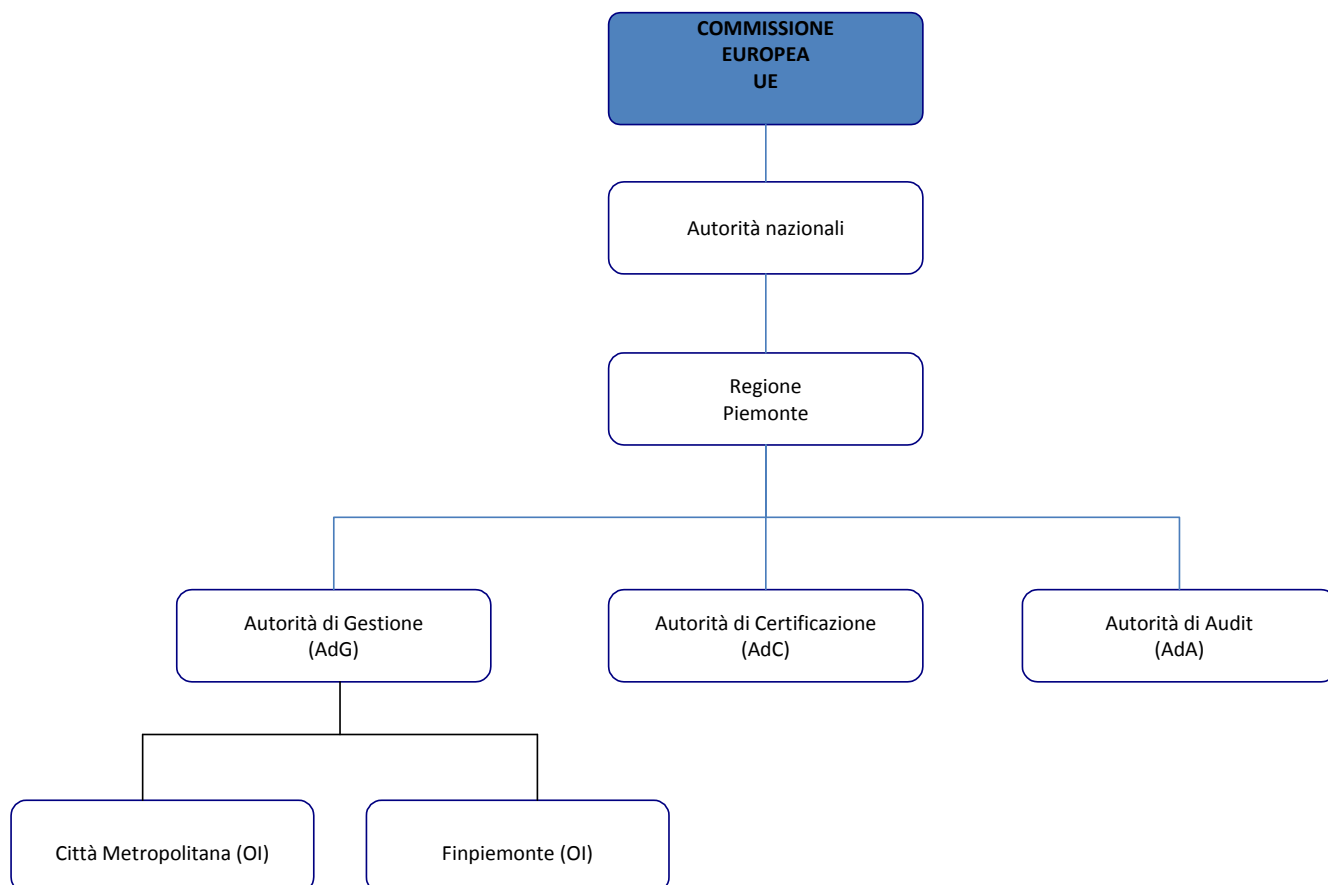 COMMISSIONE
EUROPEA
UE
Autorità nazionali
Regione
Piemonte
Autorità di Gestione
(AdG)
Autorità di Certificazione
(AdC)
Autorità di Audit
(AdA)
Città Metropolitana (OI)
Finpiemonte (OI)